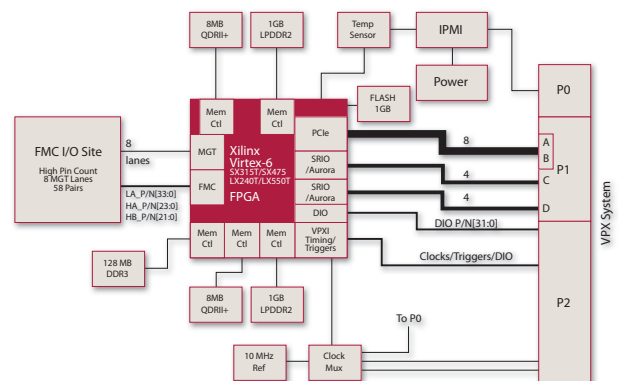 8MB
QDRII+
1GB
LPDDR2
Temp
Sensor
IPMI
Power
FLASH
1GB
P0
FMC I/O Site
High Pin Count
8 MGT Lanes
58 Pairs
8
lanes
LA_P/N[33:0]
HA_P/N[23:0]
HB_P/N[21:0]
Mem
Ctl
Mem
Ctl
MGT
FMC
Xilinx
Virtex-6
SX315T/SX475
LX240T/LX550T
FPGA
PCIe
SRIO
/Aurora
SRIO
/Aurora
DIO
VPXI
Timing/
Triggers
Mem
Ctl
Mem
Ctl
Mem
Ctl
8
4
4
DIO P/N[31:0]
Clocks/Triggers/DIO
A
B
C
D
P1
P2
VPX System
128 MB
DDR3
8MB
QDRII+
1GB
LPDDR2
To P0
10 MHz
Ref
Clock
Mux